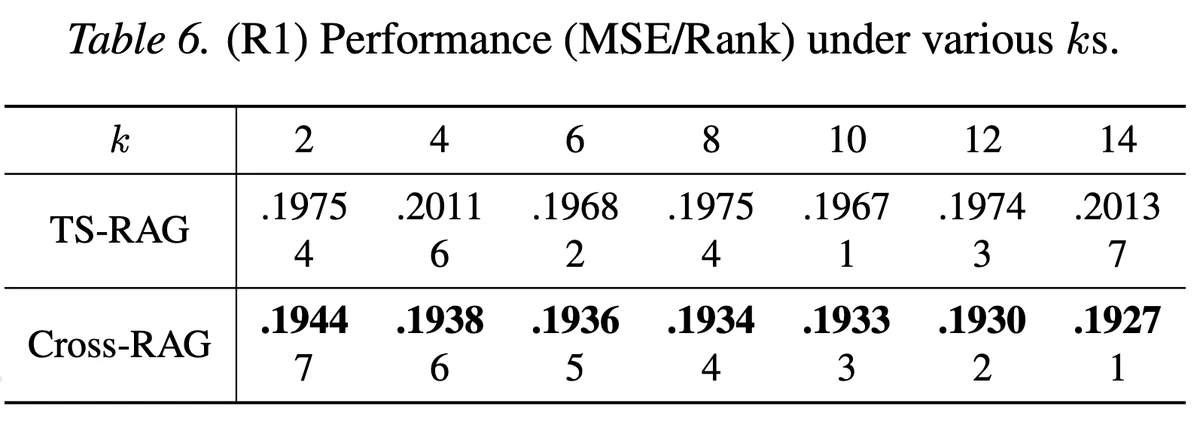 Table 6. (R1) Performance (MSE/Rank) under various ks.
k 2 4 6 8 10 12 14
TS-RAG .1975 .2011 .1968 .1975 .1967 .1974 .2013
4 6 2 4 1 3 7
Cross-RAG .1944 .1938 .1936 .1934 .1933 .1930 .1927
7 6 5 4 3 2 1